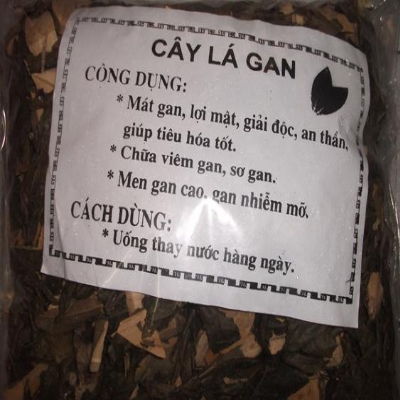 CÂY LÁ GAN
CÔNG DỤNG:
* Mát gan, lợi mật, giải độc, an thần,
giúp tiêu hóa tốt.
* Chữa viêm gan, sơ gan.
* Men gan cao, gan nhiễm mỡ.
CÁCH DÙNG:
* Uống thay nước hàng ngày.